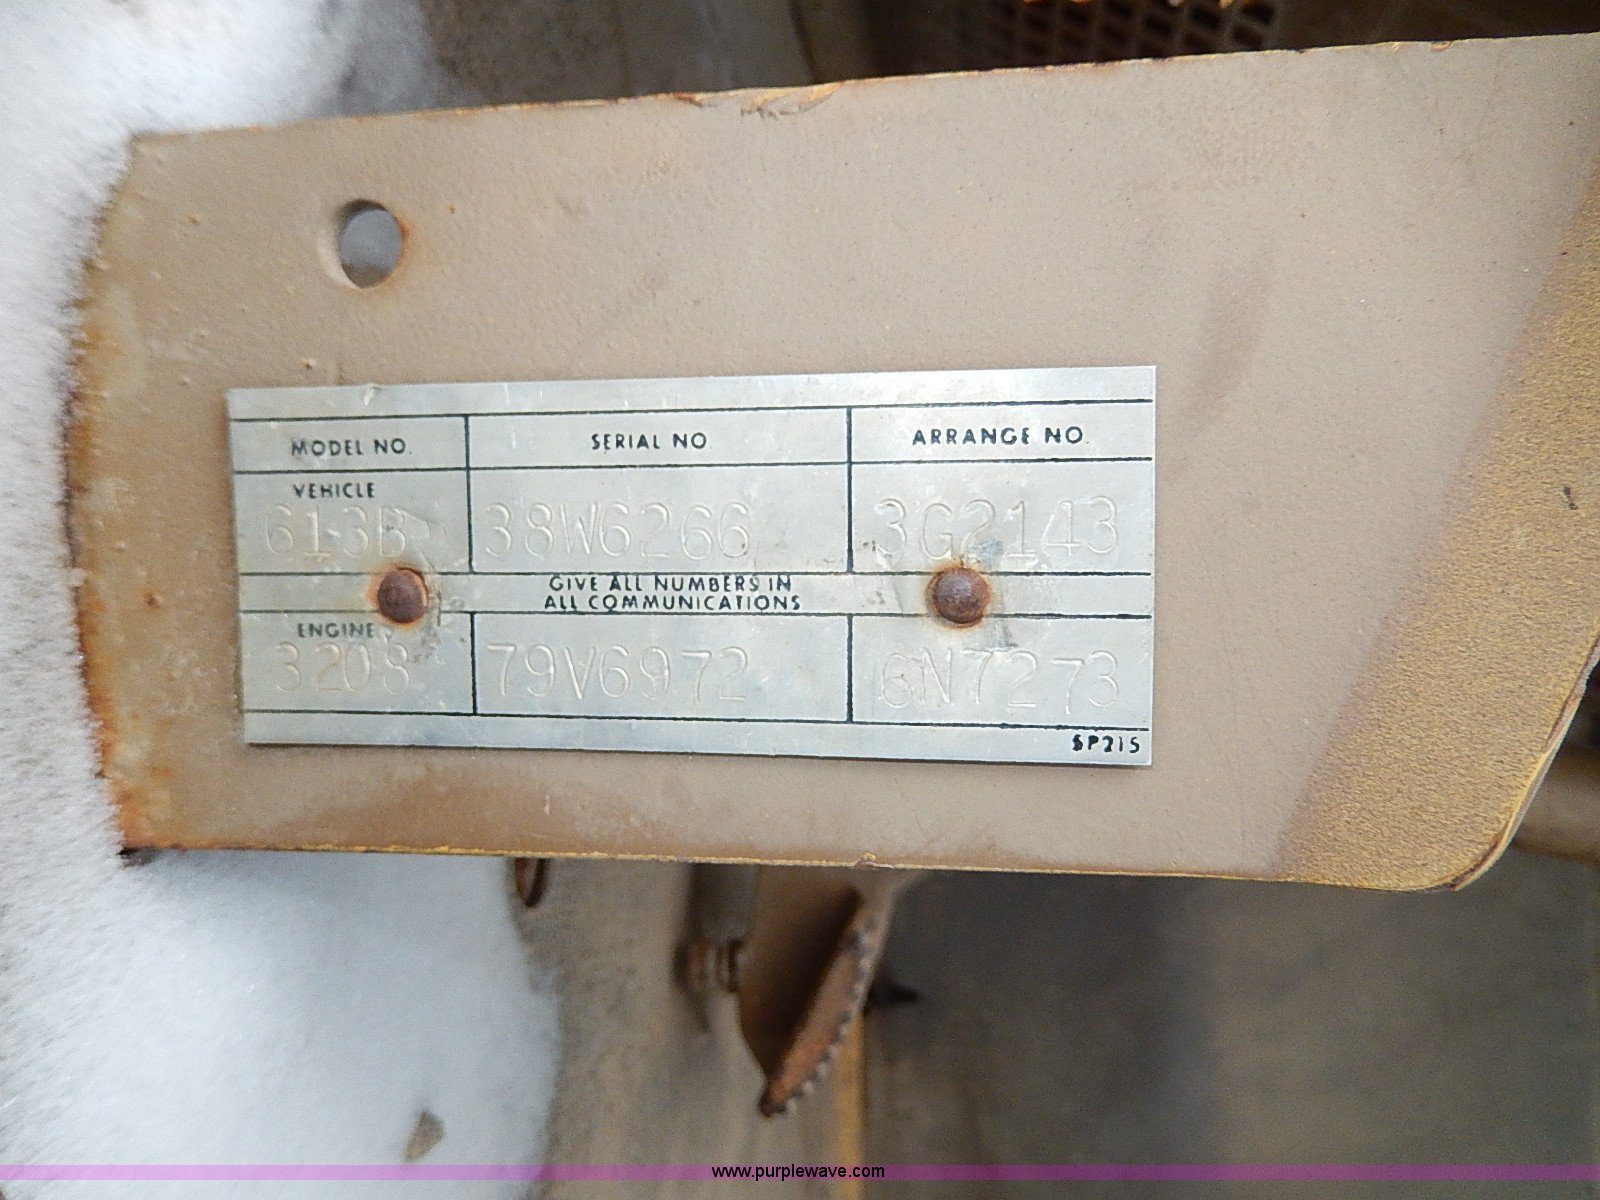 MODEL NO. SERIAL NO. ARRANGE NO.
VEHICLE
613B 38W6266 3G2143
GIVE ALL NUMBERS IN
ALL COMMUNICATIONS
ENGINE
3208 79V6972 6N7273
SP215
www.purplewave.com